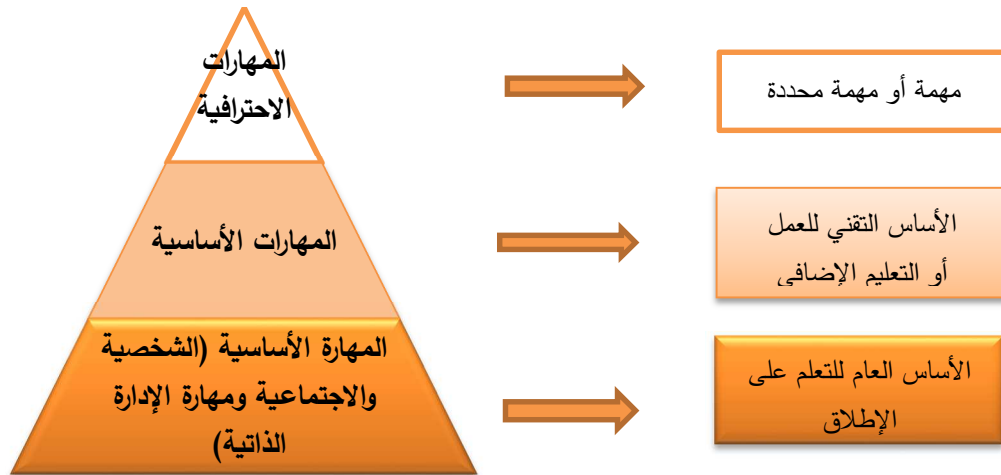 المهارات
الاحترافية
مهمة أو مهمة محددة
المهارات الأساسية
الأساس التقني للعمل
أو التعليم الإضافي
المهارة الأساسية (الشخصية
والاجتماعية ومهارة الإدارة
الذاتية)
الأساس العام للتعلم على
الإطلاق